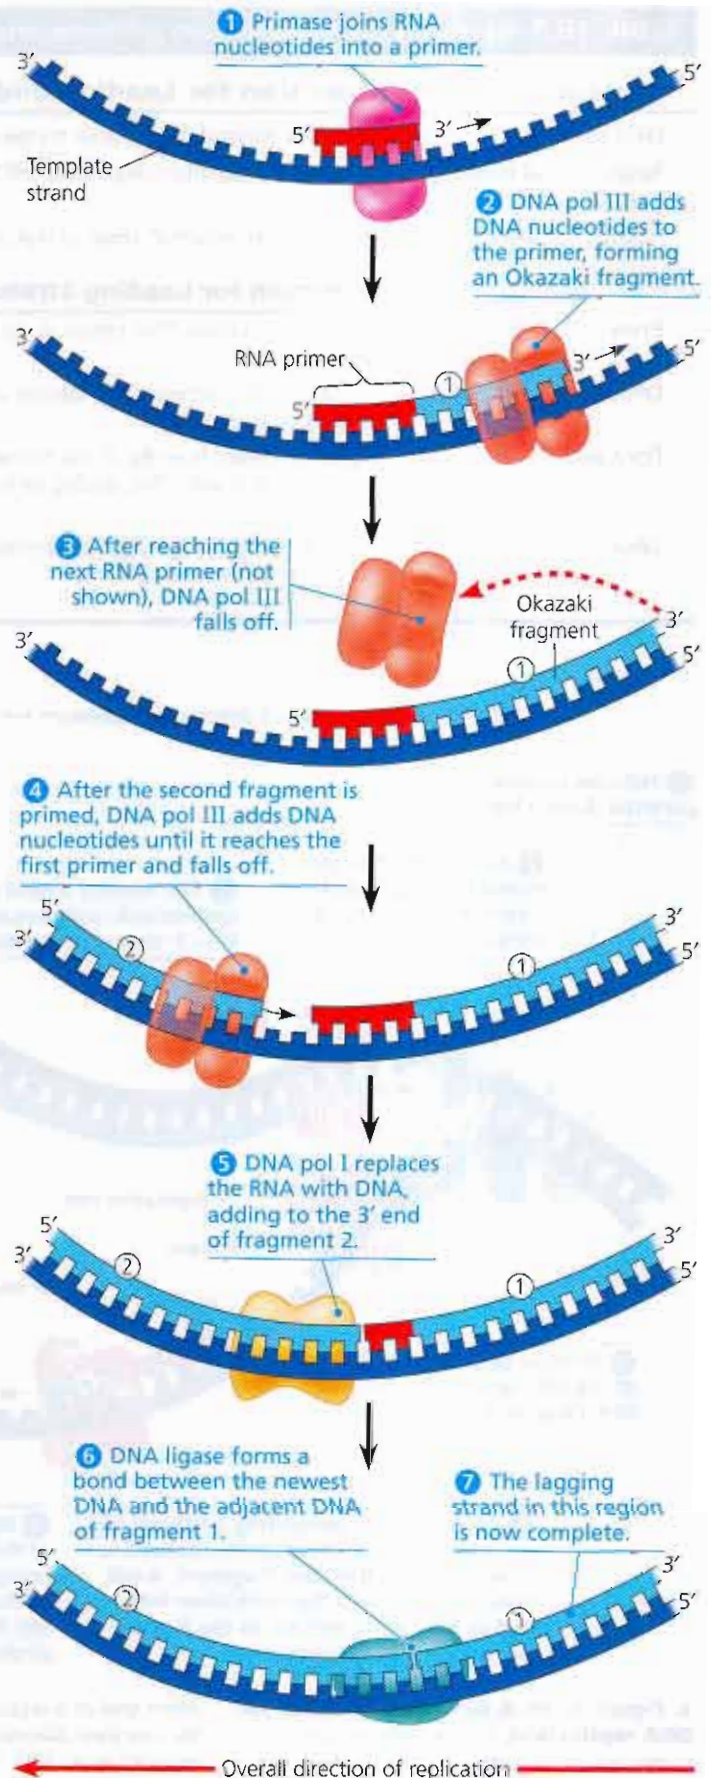 1 Primase joins RNA
nucleotides into a primer.
3′
5′
5′
3′
Template
strand
2 DNA pol III adds
DNA nucleotides to
the primer, forming
an Okazaki fragment.
3′
5′
RNA primer
1
3′
5′
3 After reaching the
next RNA primer (not
shown), DNA pol III
falls off.
Okazaki
fragment
3′
3′
1
5′
5′
4 After the second fragment is
primed, DNA pol III adds DNA
nucleotides until it reaches the
first primer and falls off.
5′
3′
3′
5′
2
1
5 DNA pol I replaces
the RNA with DNA,
adding to the 3′ end
of fragment 2.
5′
3′
3′
5′
2
1
6 DNA ligase forms a
bond between the newest
DNA and the adjacent DNA
of fragment 1.
7 The lagging
strand in this region
is now complete.
5′
3′
3′
5′
2
1
Overall direction of replication